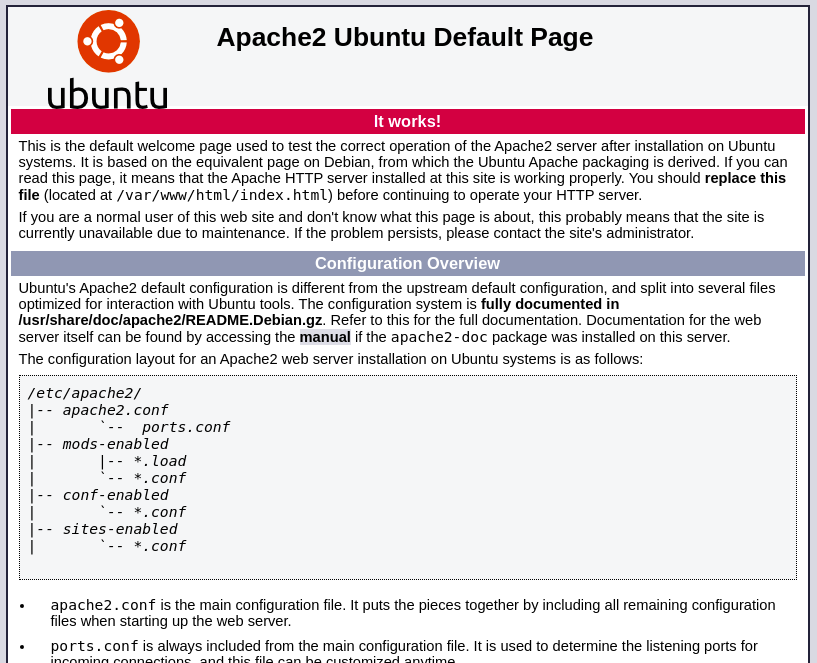 ubuntu
Apache2 Ubuntu Default Page
It works!
This is the default welcome page used to test the correct operation of the Apache2 server after installation on Ubuntu
systems. It is based on the equivalent page on Debian, from which the Ubuntu Apache packaging is derived. If you can
read this page, it means that the Apache HTTP server installed at this site is working properly. You should replace this
file (located at /var/www/html/index.html) before continuing to operate your HTTP server.
If you are a normal user of this web site and don't know what this page is about, this probably means that the site is
currently unavailable due to maintenance. If the problem persists, please contact the site's administrator.
Configuration Overview
Ubuntu's Apache2 default configuration is different from the upstream default configuration, and split into several files
optimized for interaction with Ubuntu tools. The configuration system is fully documented in
/usr/share/doc/apache2/README.Debian.gz. Refer to this for the full documentation. Documentation for the web
server itself can be found by accessing the manual if the apache2-doc package was installed on this server.
The configuration layout for an Apache2 web server installation on Ubuntu systems is as follows:
/etc/apache2/
|-- apache2.conf
|       `--  ports.conf
|-- mods-enabled
|       |-- *.load
|       `-- *.conf
|-- conf-enabled
|       `-- *.conf
|-- sites-enabled
|       `-- *.conf
• apache2.conf is the main configuration file. It puts the pieces together by including all remaining configuration
files when starting up the web server.
• ports.conf is always included from the main configuration file. It is used to determine the listening ports for
incoming connections, and this file can be customized anytime.